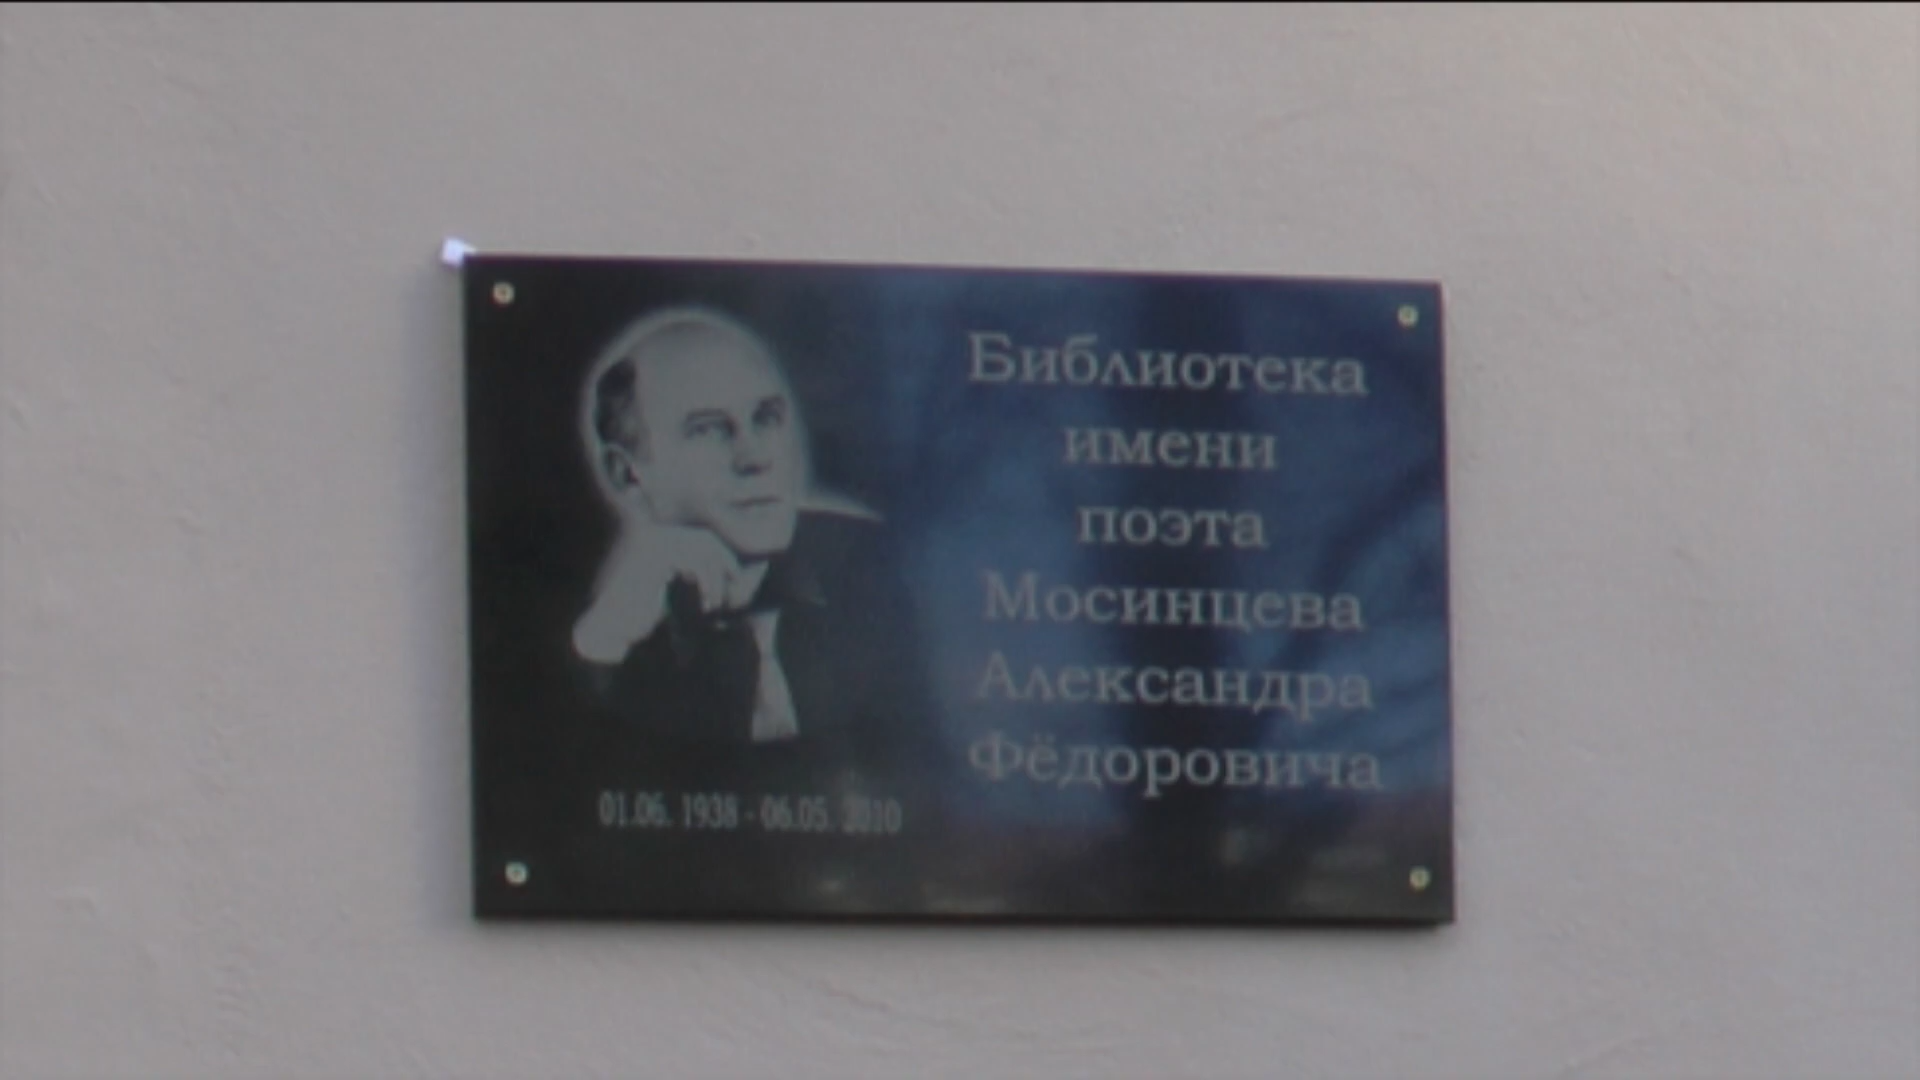 Библиотека
имени
поэта
Мосинцева
Александра
Фёдоровича
01.06. 1938 - 06.05. 2010